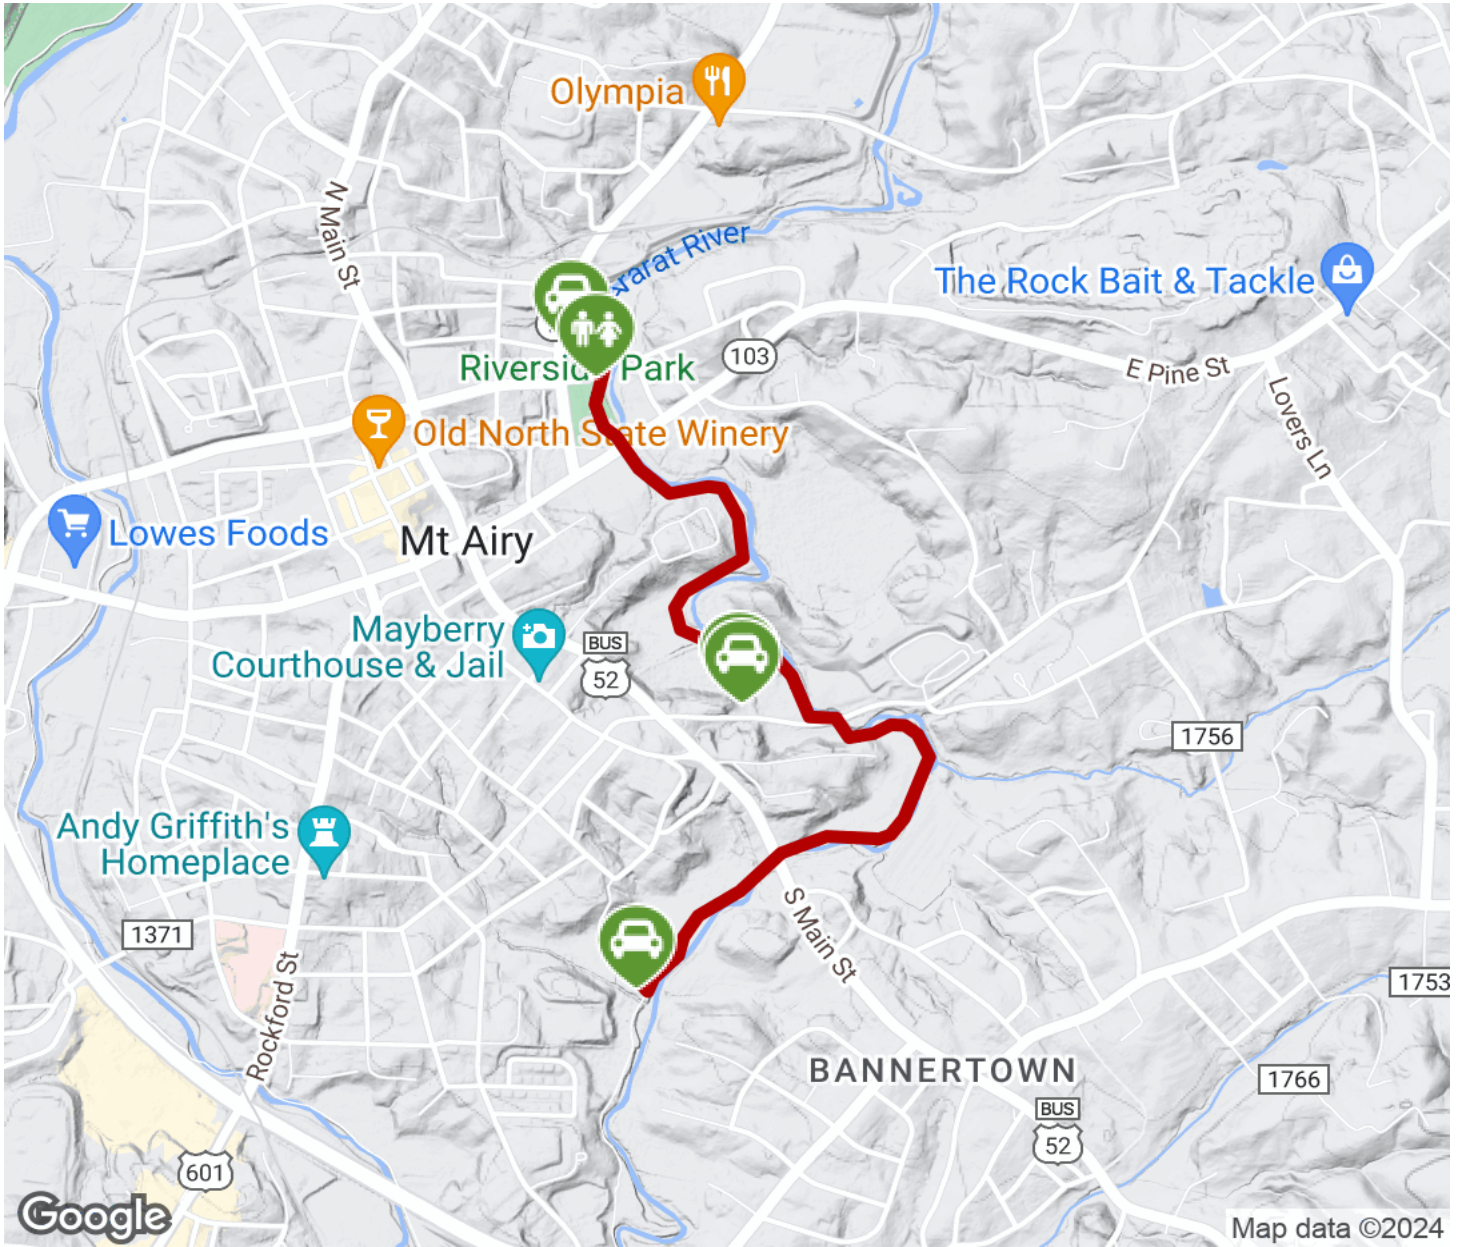 Olympia
N Main St
rarat River
The Rock Bait & Tackle
103
E Pine St
Riversid Park
Lovers Ln
Old North State Winery
Lowes Foods
Mt Airy
Mayberry
Courthouse & Jail
BUS
52
1756
Andy Griffith's
Homeplace
S Main St
1371
Rockford St
1753
BANNERTOWN
1766
BUS
52
601
Google
Map data ©2024